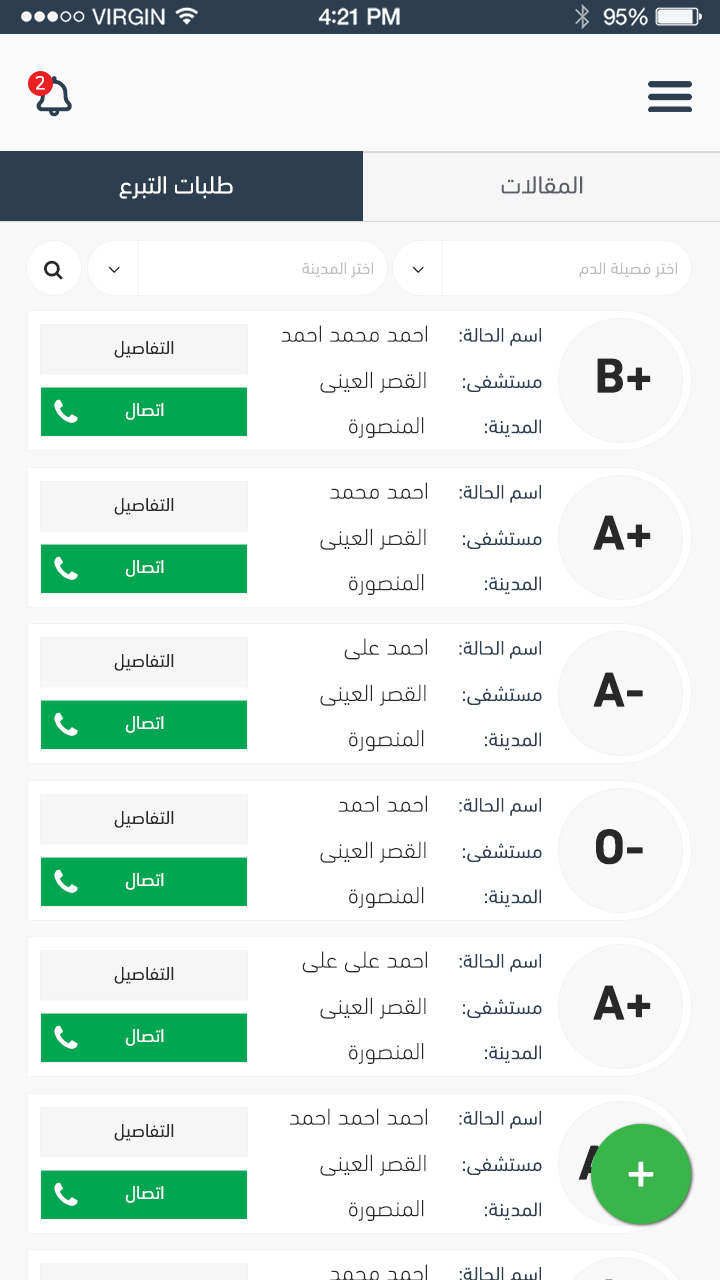 VIRGIN 4:21 PM 95%
2
المقالات
طلبات التبرع
اختر فصيلة الدم
اختر المدينة
B+
اسم الحالة: احمد محمد احمد
مستشفى: القصر العينى
المدينة: المنصورة
التفاصيل
اتصال
A+
اسم الحالة: احمد محمد
مستشفى: القصر العينى
المدينة: المنصورة
التفاصيل
اتصال
A-
اسم الحالة: احمد على
مستشفى: القصر العينى
المدينة: المنصورة
التفاصيل
اتصال
O-
اسم الحالة: احمد احمد
مستشفى: القصر العينى
المدينة: المنصورة
التفاصيل
اتصال
A+
اسم الحالة: احمد على على
مستشفى: القصر العينى
المدينة: المنصورة
التفاصيل
اتصال
اسم الحالة: احمد احمد احمد
مستشفى: القصر العينى
المدينة: المنصورة
التفاصيل
اتصال
+
اسم الحالة: احمد محمد